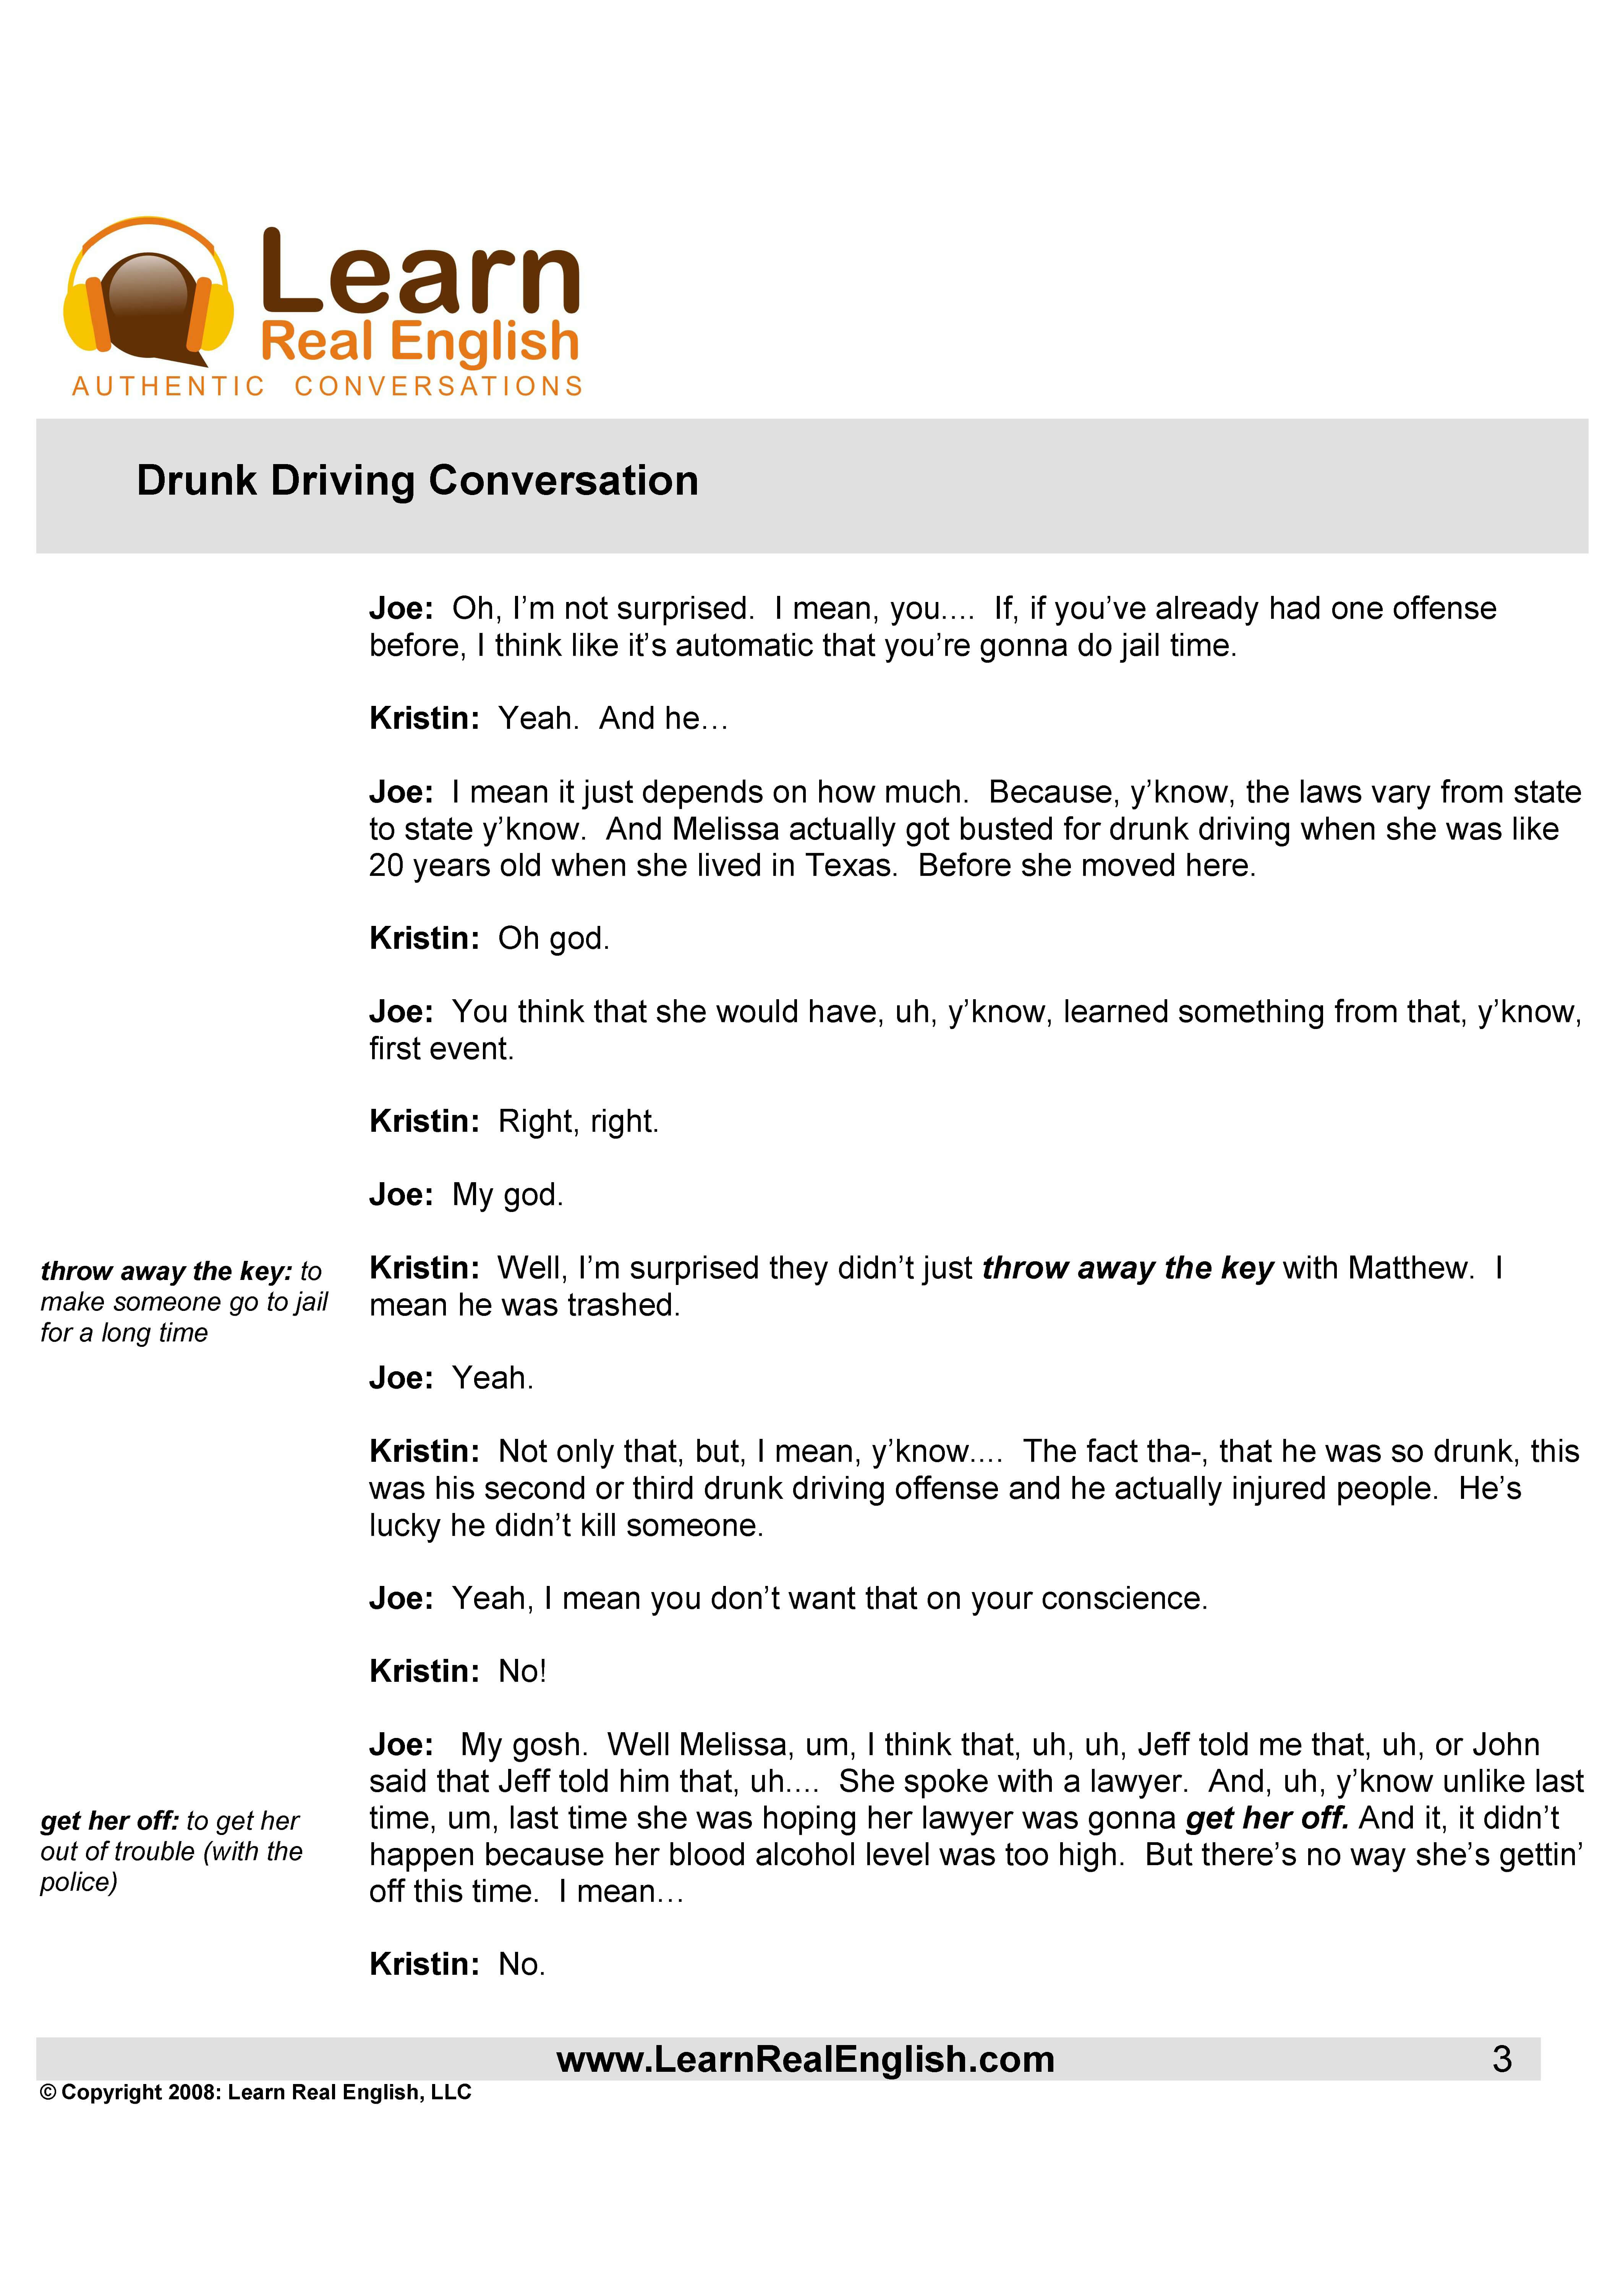 Learn
Real English
AUTHENTIC CONVERSATIONS
Drunk Driving Conversation
Joe: Oh, I’m not surprised. I mean, you.... If, if you’ve already had one offense
before, I think like it’s automatic that you’re gonna do jail time.
Kristin: Yeah. And he…
Joe: I mean it just depends on how much. Because, y’know, the laws vary from state
to state y’know. And Melissa actually got busted for drunk driving when she was like
20 years old when she lived in Texas. Before she moved here.
Kristin: Oh god.
Joe: You think that she would have, uh, y’know, learned something from that, y’know,
first event.
Kristin: Right, right.
Joe: My god.
throw away the key: to
make someone go to jail
for a long time
Kristin: Well, I’m surprised they didn’t just throw away the key with Matthew. I
mean he was trashed.
Joe: Yeah.
Kristin: Not only that, but, I mean, y’know.... The fact tha-, that he was so drunk, this
was his second or third drunk driving offense and he actually injured people. He’s
lucky he didn’t kill someone.
Joe: Yeah, I mean you don’t want that on your conscience.
Kristin: No!
Joe: My gosh. Well Melissa, um, I think that, uh, uh, Jeff told me that, uh, or John
said that Jeff told him that, uh.... She spoke with a lawyer. And, uh, y’know unlike last
time, um, last time she was hoping her lawyer was gonna get her off. And it, it didn’t
happen because her blood alcohol level was too high. But there’s no way she’s gettin’
off this time. I mean…
get her off: to get her
out of trouble (with the
police)
Kristin: No.
www.LearnRealEnglish.com 3
© Copyright 2008: Learn Real English, LLC